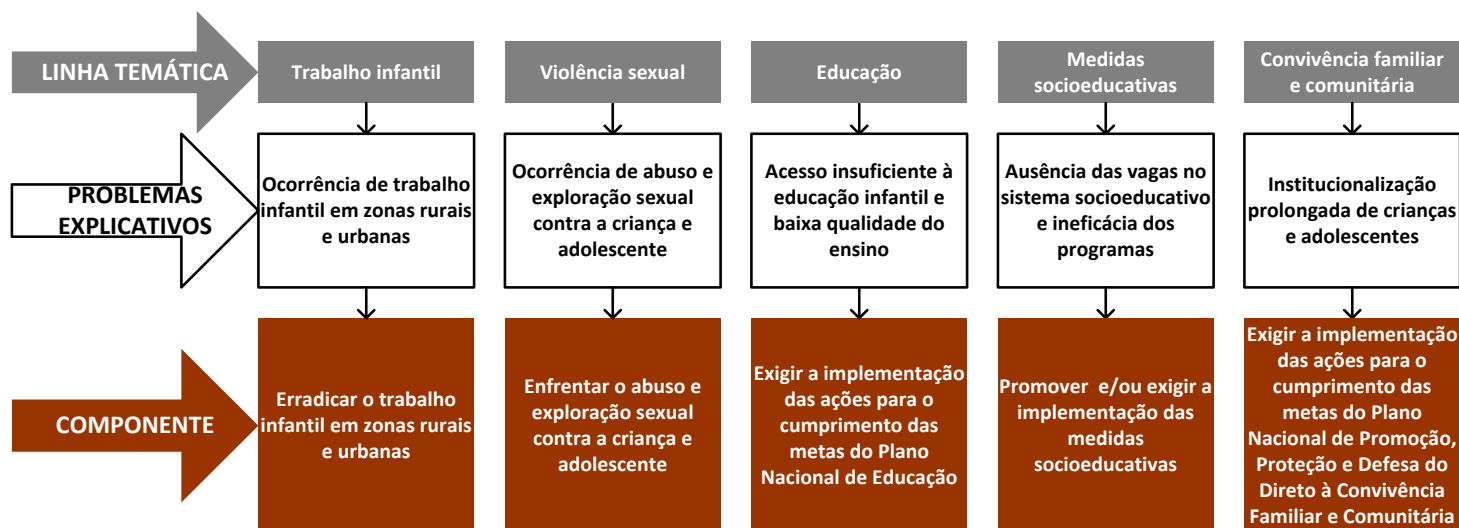 LINHA TEMÁTICA
Trabalho infantil
Violência sexual
Educação
Medidas
socioeducativas
Convivência familiar
e comunitária
PROBLEMAS
EXPLICATIVOS
Ocorrência de trabalho
infantil em zonas rurais
e urbanas
Ocorrência de abuso e
exploração sexual
contra a criança e
adolescente
Acesso insuficiente à
educação infantil e
baixa qualidade do
ensino
Ausência das vagas no
sistema socioeducativo
e ineficácia dos
programas
Institucionalização
prolongada de crianças
e adolescentes
COMPONENTE
Erradicar o trabalho
infantil em zonas rurais
e urbanas
Enfrentar o abuso e
exploração sexual
contra a criança e
adolescente
Exigir a implementação
das ações para o
cumprimento das
metas do Plano
Nacional de Educação
Promover e/ou exigir a
implementação das
medidas
socioeducativas
Exigir a implementação
das ações para o
cumprimento das
metas do Plano
Nacional de Promoção,
Proteção e Defesa do
Direto à Convivência
Familiar e Comunitária